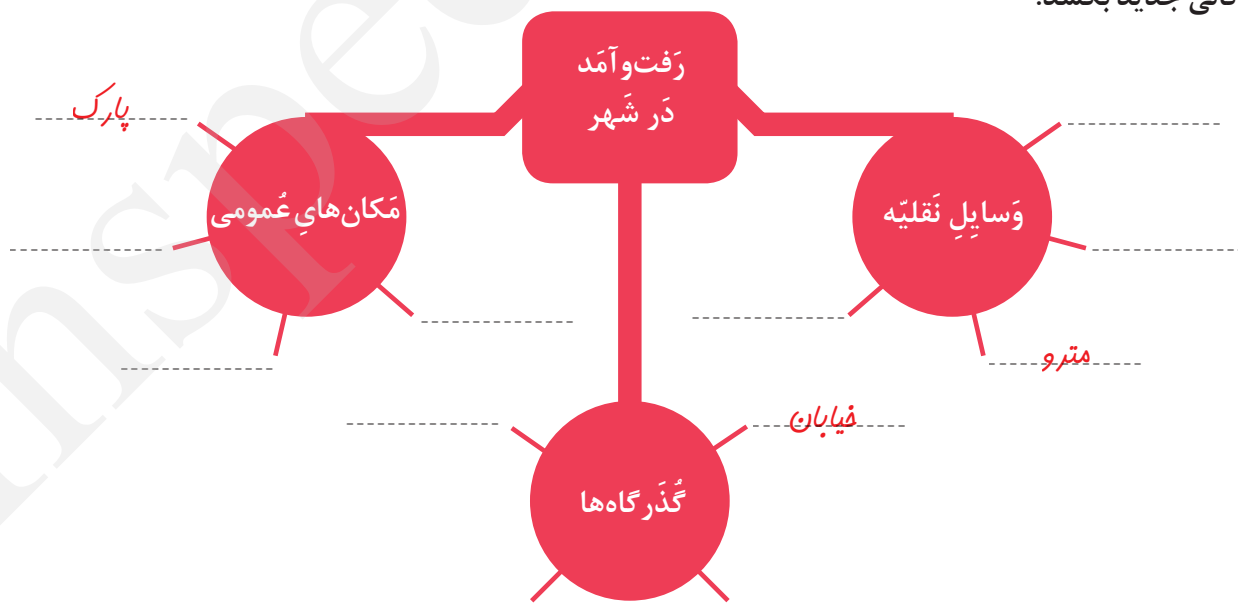 رَفت‌وآمَد
دَر شَهر
پارک
مَکان‌هایِ عُمومی
وَسایِلِ نَقلیّه
مترو
خیابان
گُذَرگاه‌ها